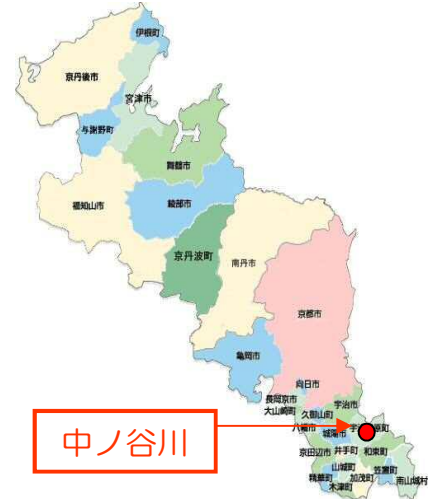 伊根町
京丹後市
宮津市
与謝野町
舞鶴市
福知山市
綾部市
京丹波町
南丹市
京都市
亀岡市
向日市
長岡京市
大山崎町
宇治市
久御山町
八幡市
城陽市
京田辺市
井手町
和束町
山城町
加茂町
笠置町
精華町
木津町
南山城村
中ノ谷川